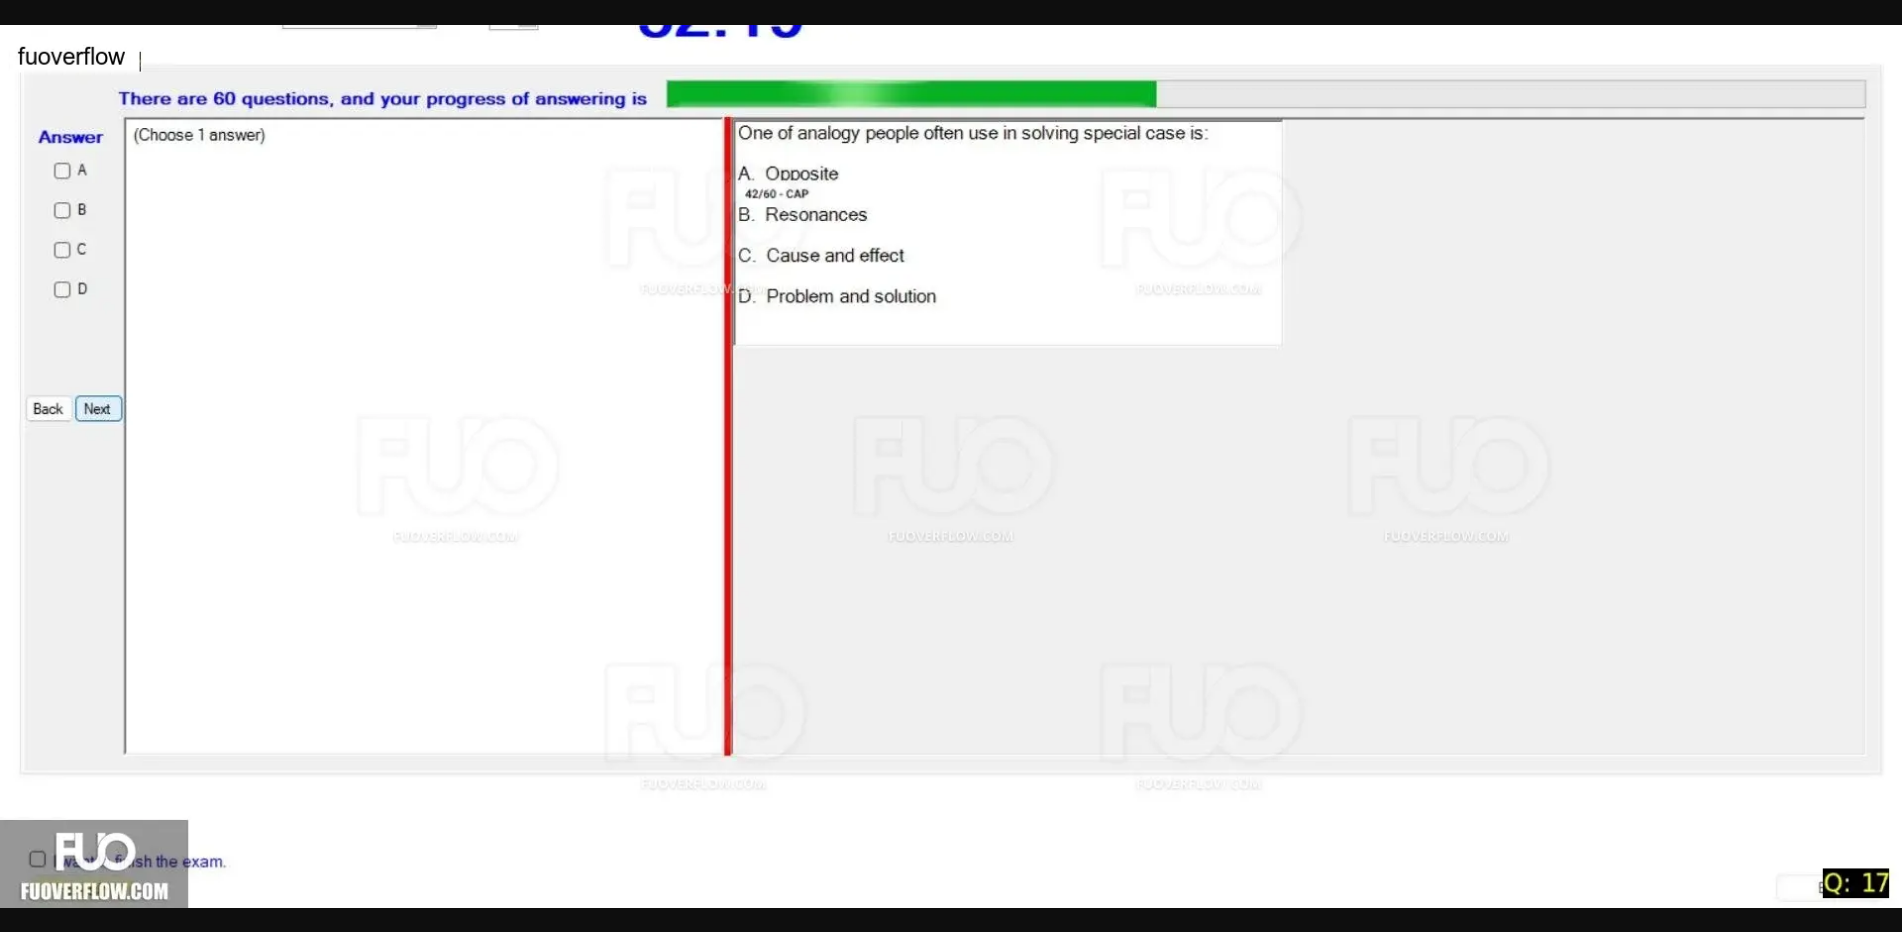 fuoverflow
There are 60 questions, and your progress of answering is
Answer
(Choose 1 answer)
A
B
C
D
Back
Next
One of analogy people often use in solving special case is:
A. Opposite
42/60 - CAP
B. Resonances
C. Cause and effect
D. Problem and solution
FUO
FUOVERFLOW.COM
FUO
FUOVERFLOW.COM
FUO
FUOVERFLOW.COM
FUO
FUOVERFLOW.COM
FUO
FUOVERFLOW.COM
FUO
FUOVERFLOW.COM
FUO
FUOVERFLOW.COM
FUO
the exam.
FUOVERFLOW.COM
Q: 17